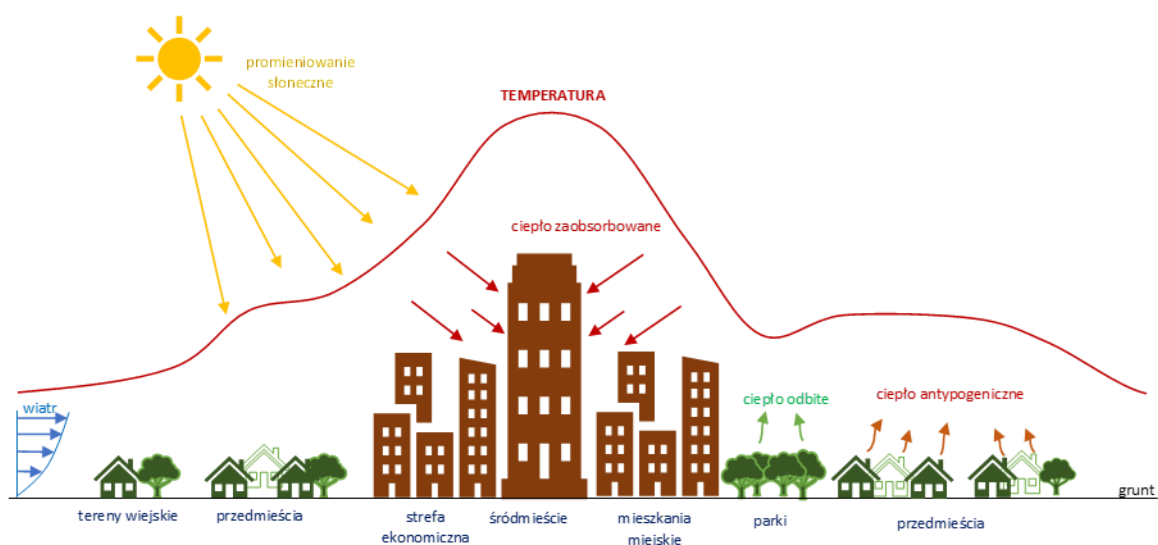 promieniowanie
słoneczne
TEMPERATURA
ciepło zaobsorbowane
wiatr
ciepło odbite
ciepło antypogeniczne
grunt
tereny wiejskie
przedmieścia
strefa
ekonomiczna
śródmieście
mieszkania
miejskie
parki
przedmieścia